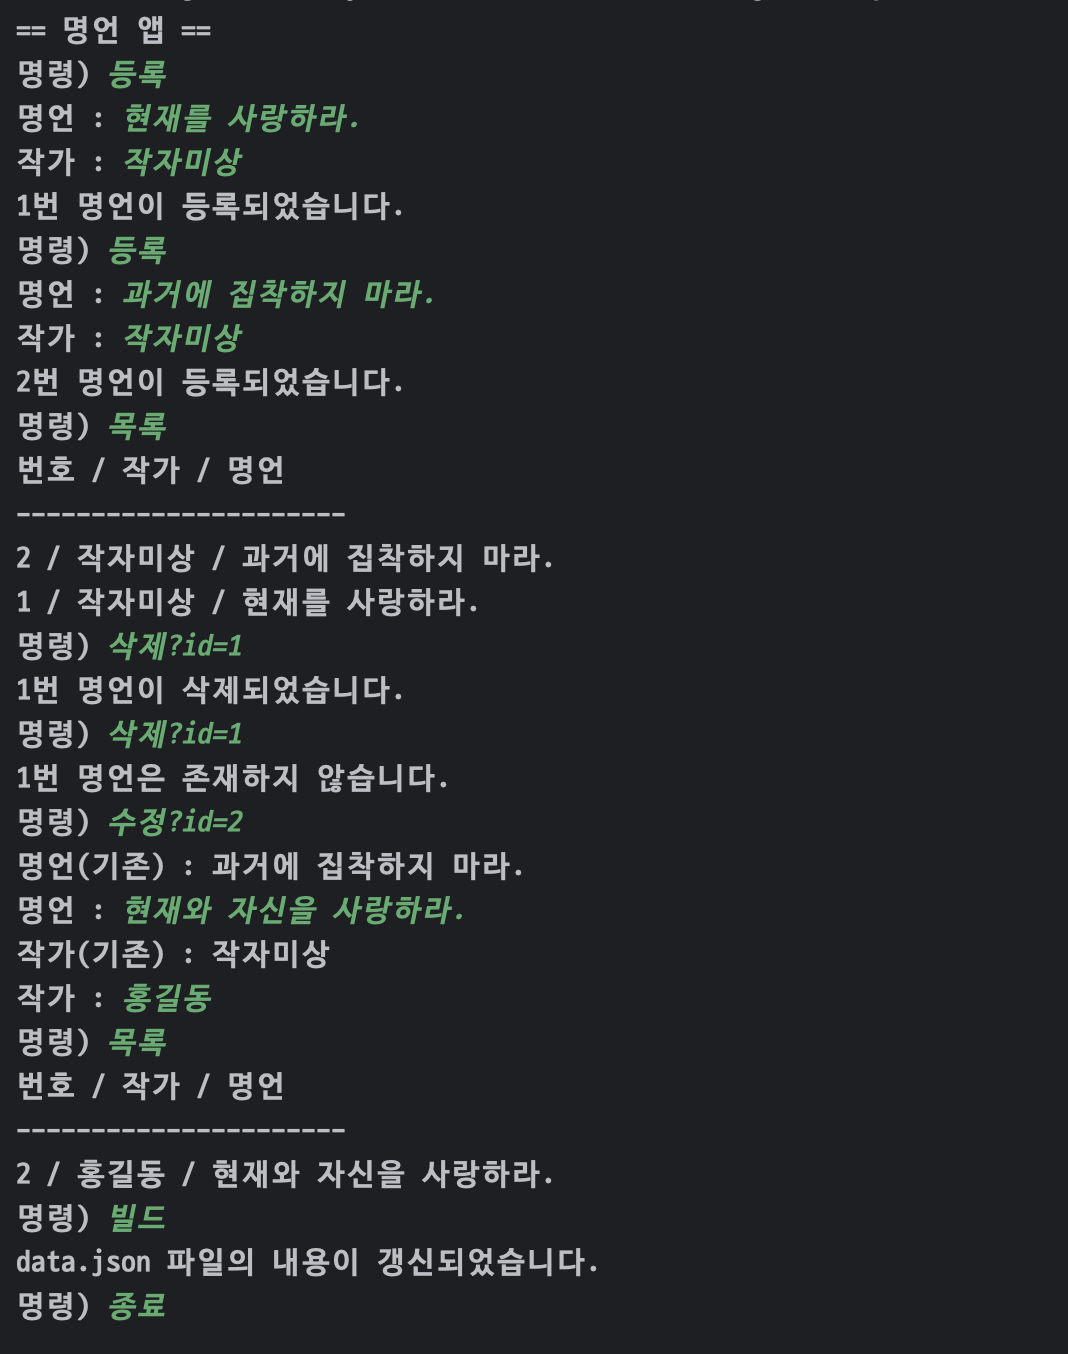 == 명언 앱 ==
명령) 등록
명언 : 현재를 사랑하라.
작가 : 작자미상
1번 명언이 등록되었습니다.
명령) 등록
명언 : 과거에 집착하지 마라.
작가 : 작자미상
2번 명언이 등록되었습니다.
명령) 목록
번호 / 작가 / 명언
----------------------
2 / 작자미상 / 과거에 집착하지 마라.
1 / 작자미상 / 현재를 사랑하라.
명령) 삭제?id=1
1번 명언이 삭제되었습니다.
명령) 삭제?id=1
1번 명언은 존재하지 않습니다.
명령) 수정?id=2
명언(기존) : 과거에 집착하지 마라.
명언 : 현재와 자신을 사랑하라.
작가(기존) : 작자미상
작가 : 홍길동
명령) 목록
번호 / 작가 / 명언
----------------------
2 / 홍길동 / 현재와 자신을 사랑하라.
명령) 빌드
data.json 파일의 내용이 갱신되었습니다.
명령) 종료